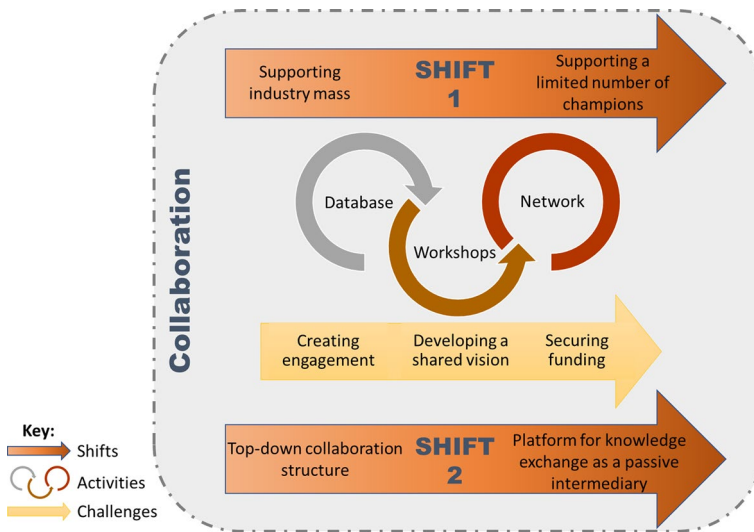 Collaboration
Supporting
industry mass
SHIFT
1
Supporting a
limited number of
champions
Database
Workshops
Network
Creating
engagement
Developing a
shared vision
Securing
funding
Top-down collaboration
structure
SHIFT
2
Platform for knowledge
exchange as a passive
intermediary
Key:
Shifts
Activities
Challenges